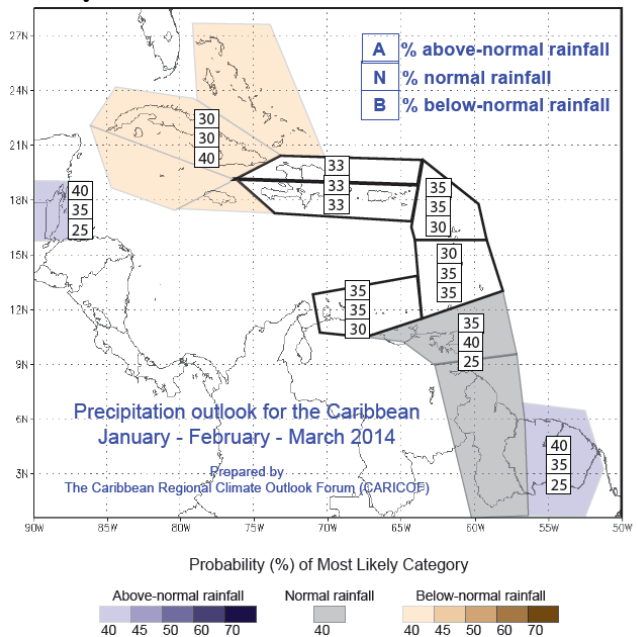 27N
24N
21N
18N
15N
12N
9N
6N
3N
A % above-normal rainfall
N % normal rainfall
B % below-normal rainfall
30
30
40
33
33
33
40
35
25
35
35
30
30
35
35
35
35
30
35
40
25
40
35
25
Precipitation outlook for the Caribbean
January - February - March 2014
Prepared by
The Caribbean Regional Climate Outlook Forum (CARICOF)
90W 85W 80W 75W 70W 65W 60W 55W 50W
Probability (%) of Most Likely Category
Above-normal rainfall Normal rainfall Below-normal rainfall
40 45 50 60 70 40 40 45 50 60 70